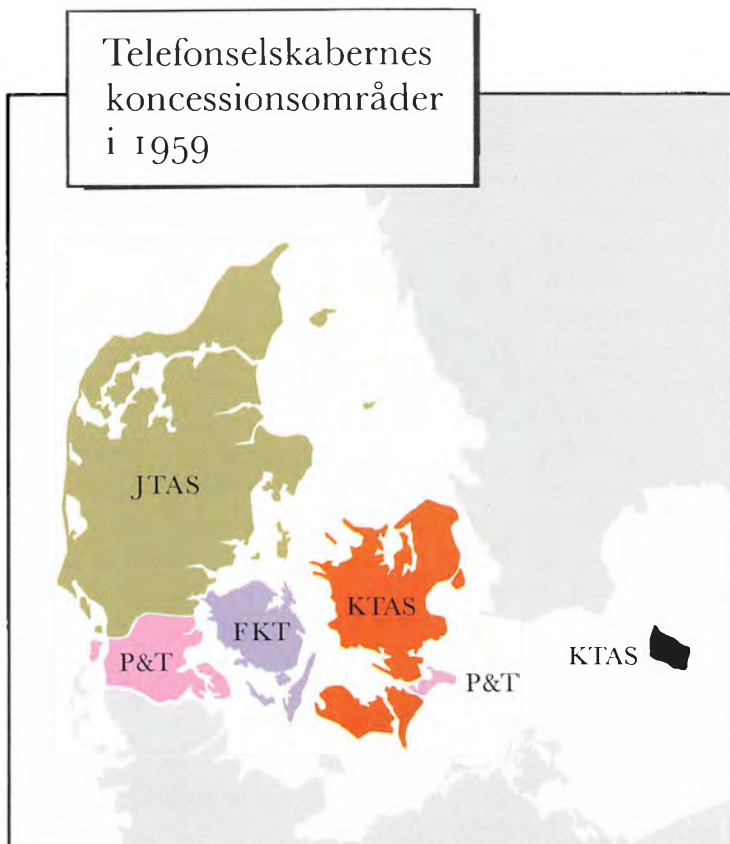 Telefonselskabernes
koncessionsområder
i 1959
JTAS
KTAS
FKT
P&T
KTAS
P&T